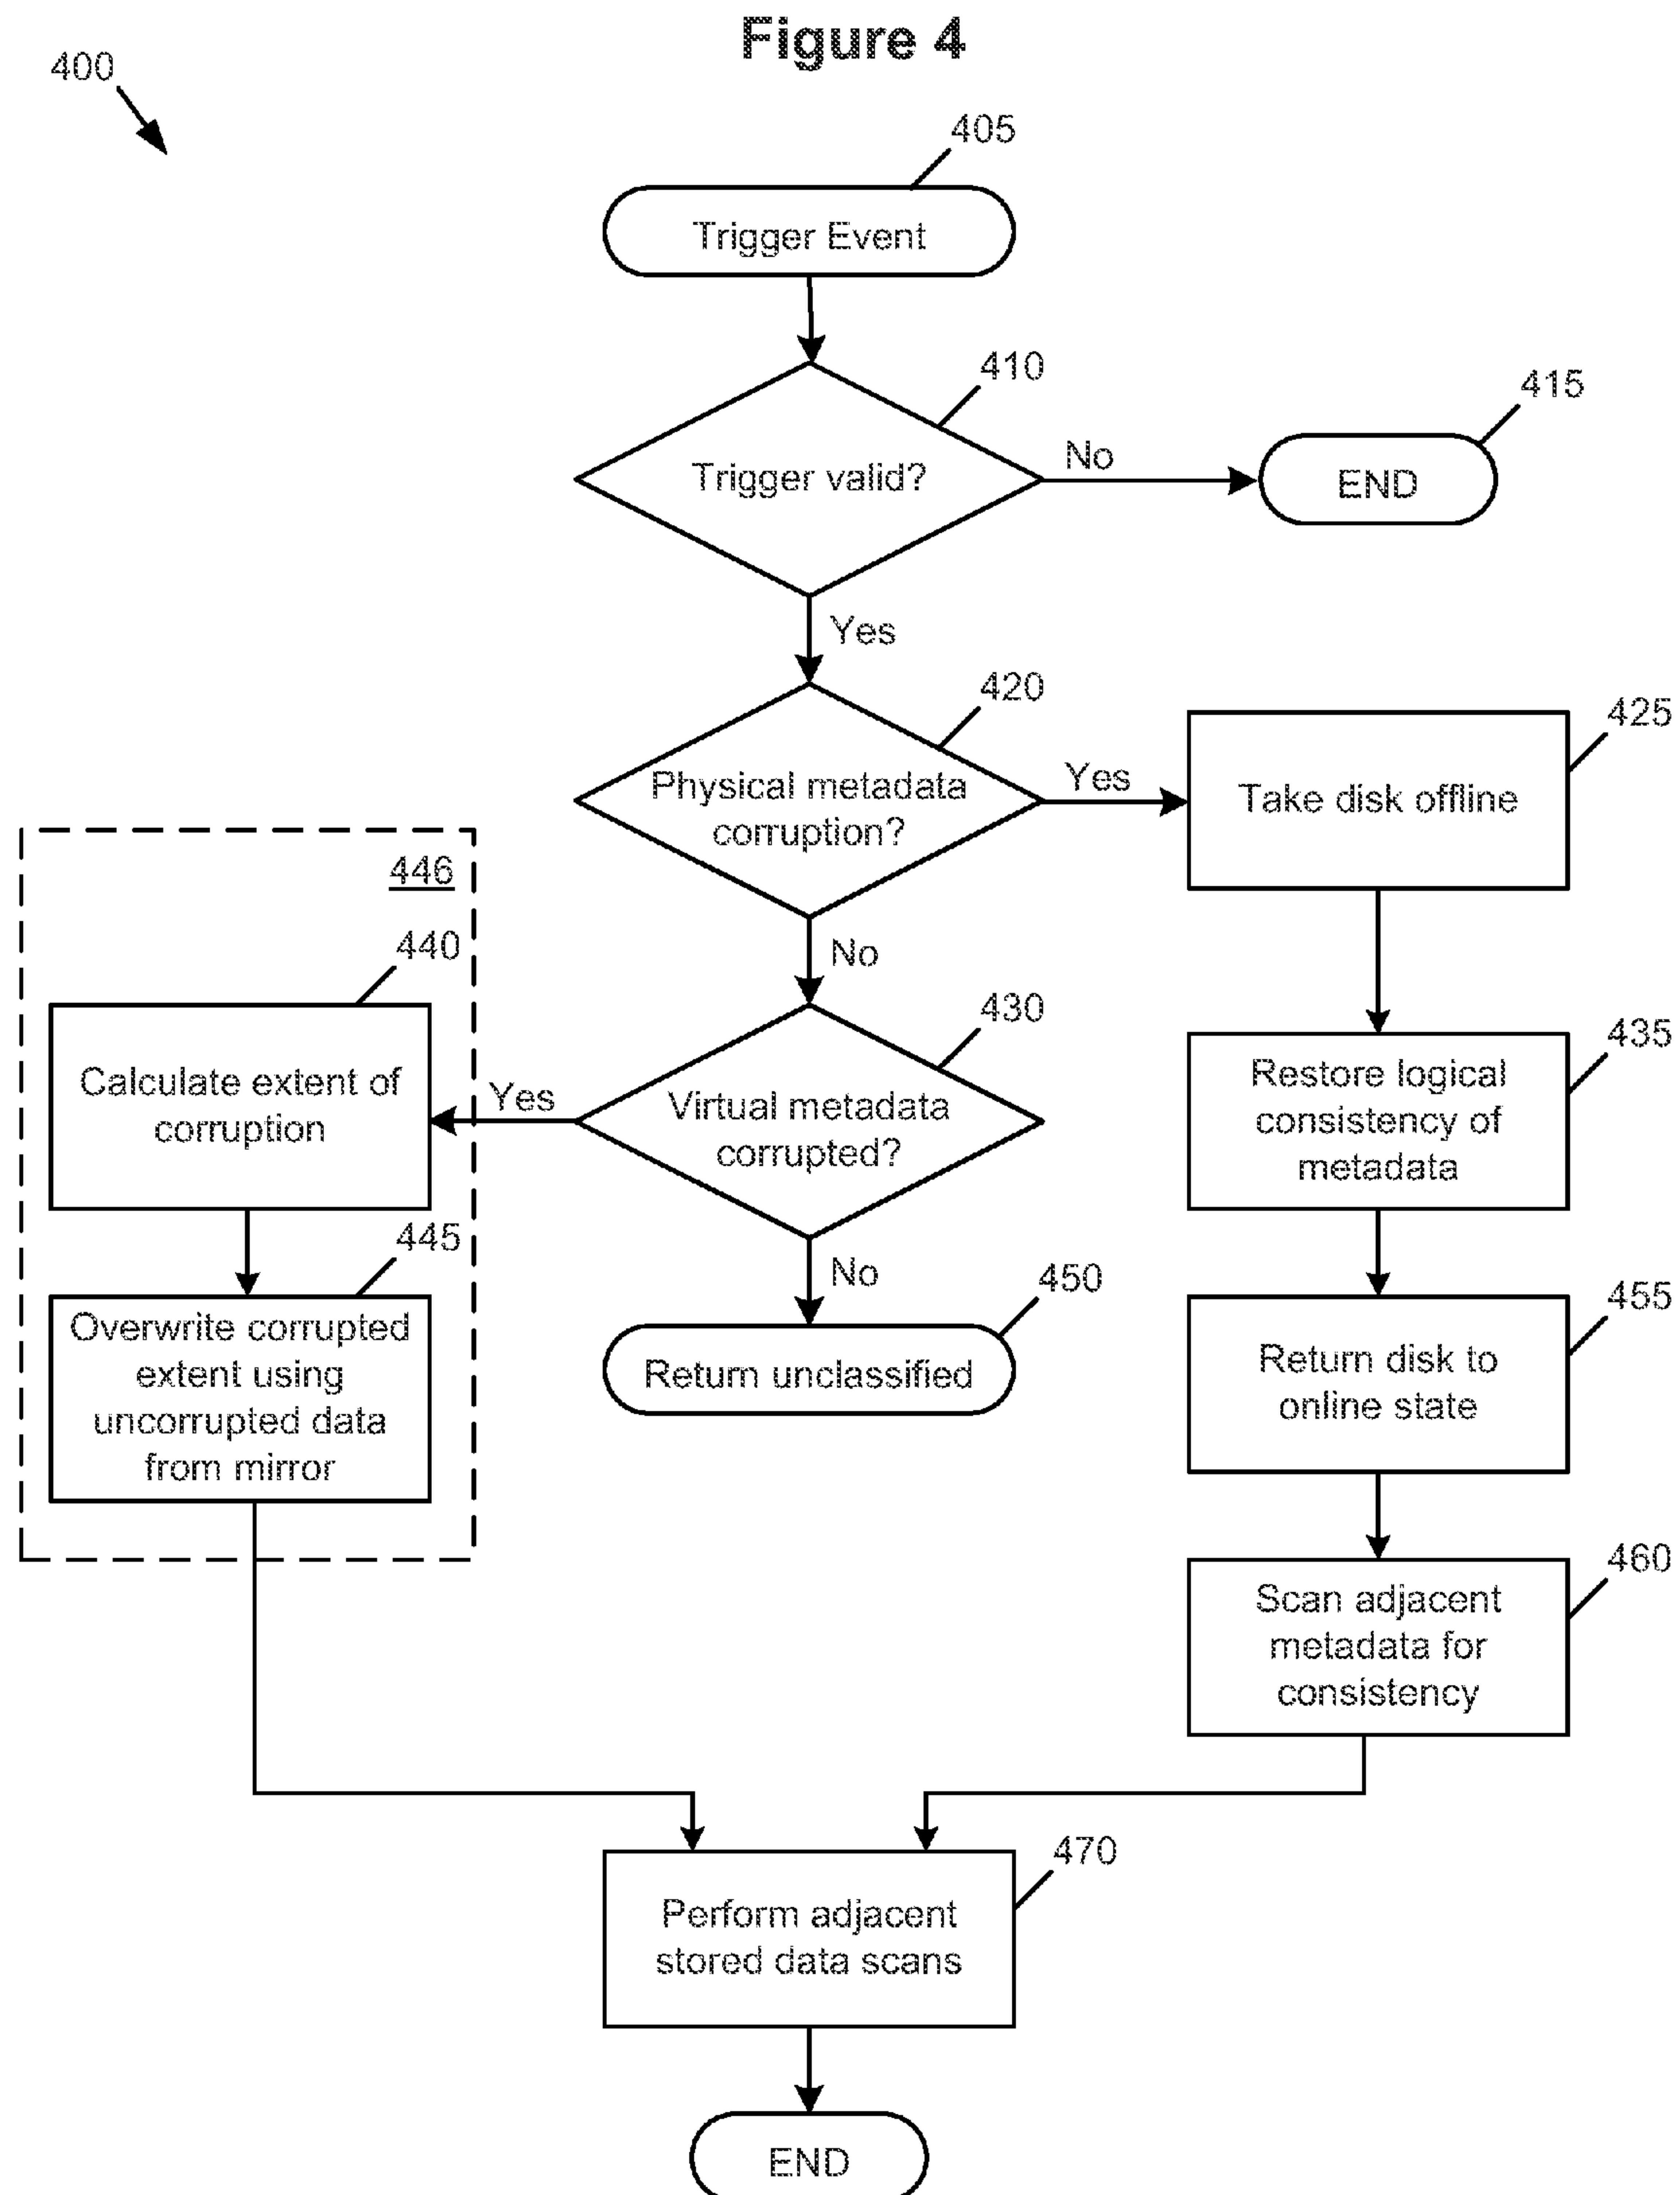 Figure 4
400
405
Trigger Event
410
Trigger valid?
No
415
END
Yes
420
Physical metadata
corruption?
Yes
425
Take disk offline
No
446
440
Calculate extent of
corruption
Yes
430
Virtual metadata
corrupted?
435
Restore logical
consistency of
metadata
445
Overwrite corrupted
extent using
uncorrupted data
from mirror
No
450
Return unclassified
455
Return disk to
online state
460
Scan adjacent
metadata for
consistency
470
Perform adjacent
stored data scans
END